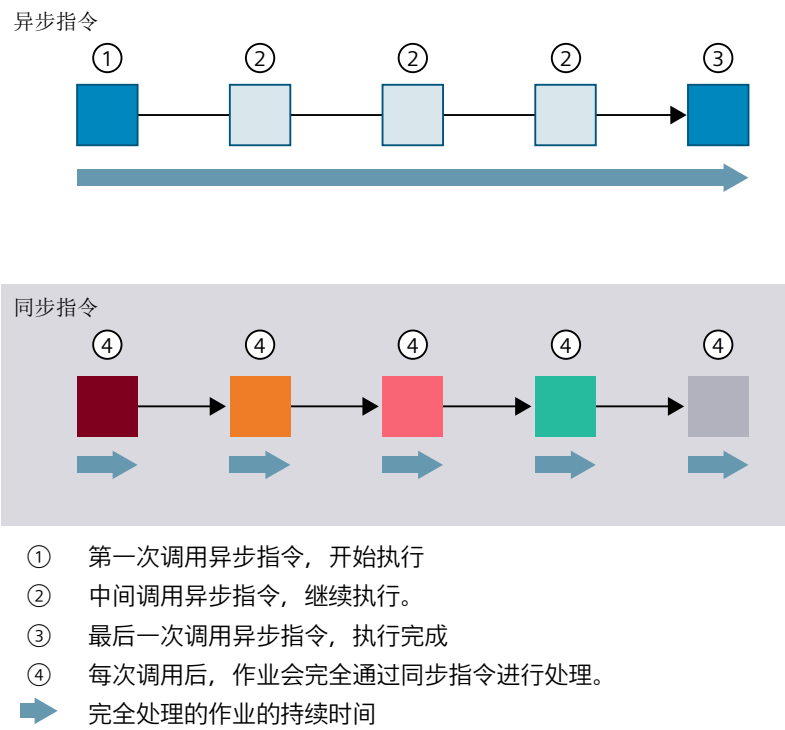 异步指令
① ② ② ② ③
同步指令
④ ④ ④ ④ ④
① 第一次调用异步指令，开始执行
② 中间调用异步指令，继续执行。
③ 最后一次调用异步指令，执行完成
④ 每次调用后，作业会完全通过同步指令进行处理。
完全处理的作业的持续时间